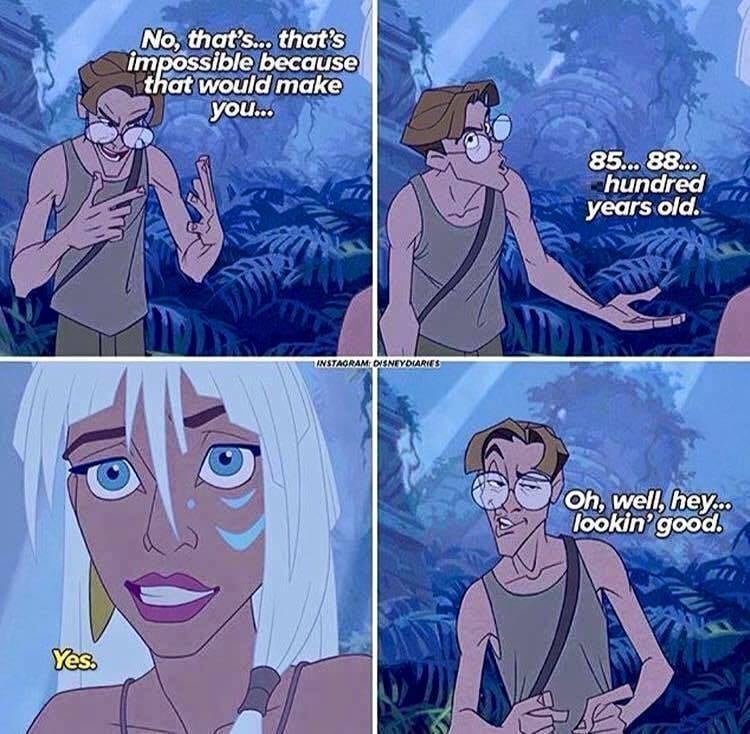 No, that's... that's
impossible because
that would make
you...
85... 88...
hundred
years old.
INSTAGRAM: DISNEYDIARIES
Yes.
Oh, well, hey...
lookin' good.